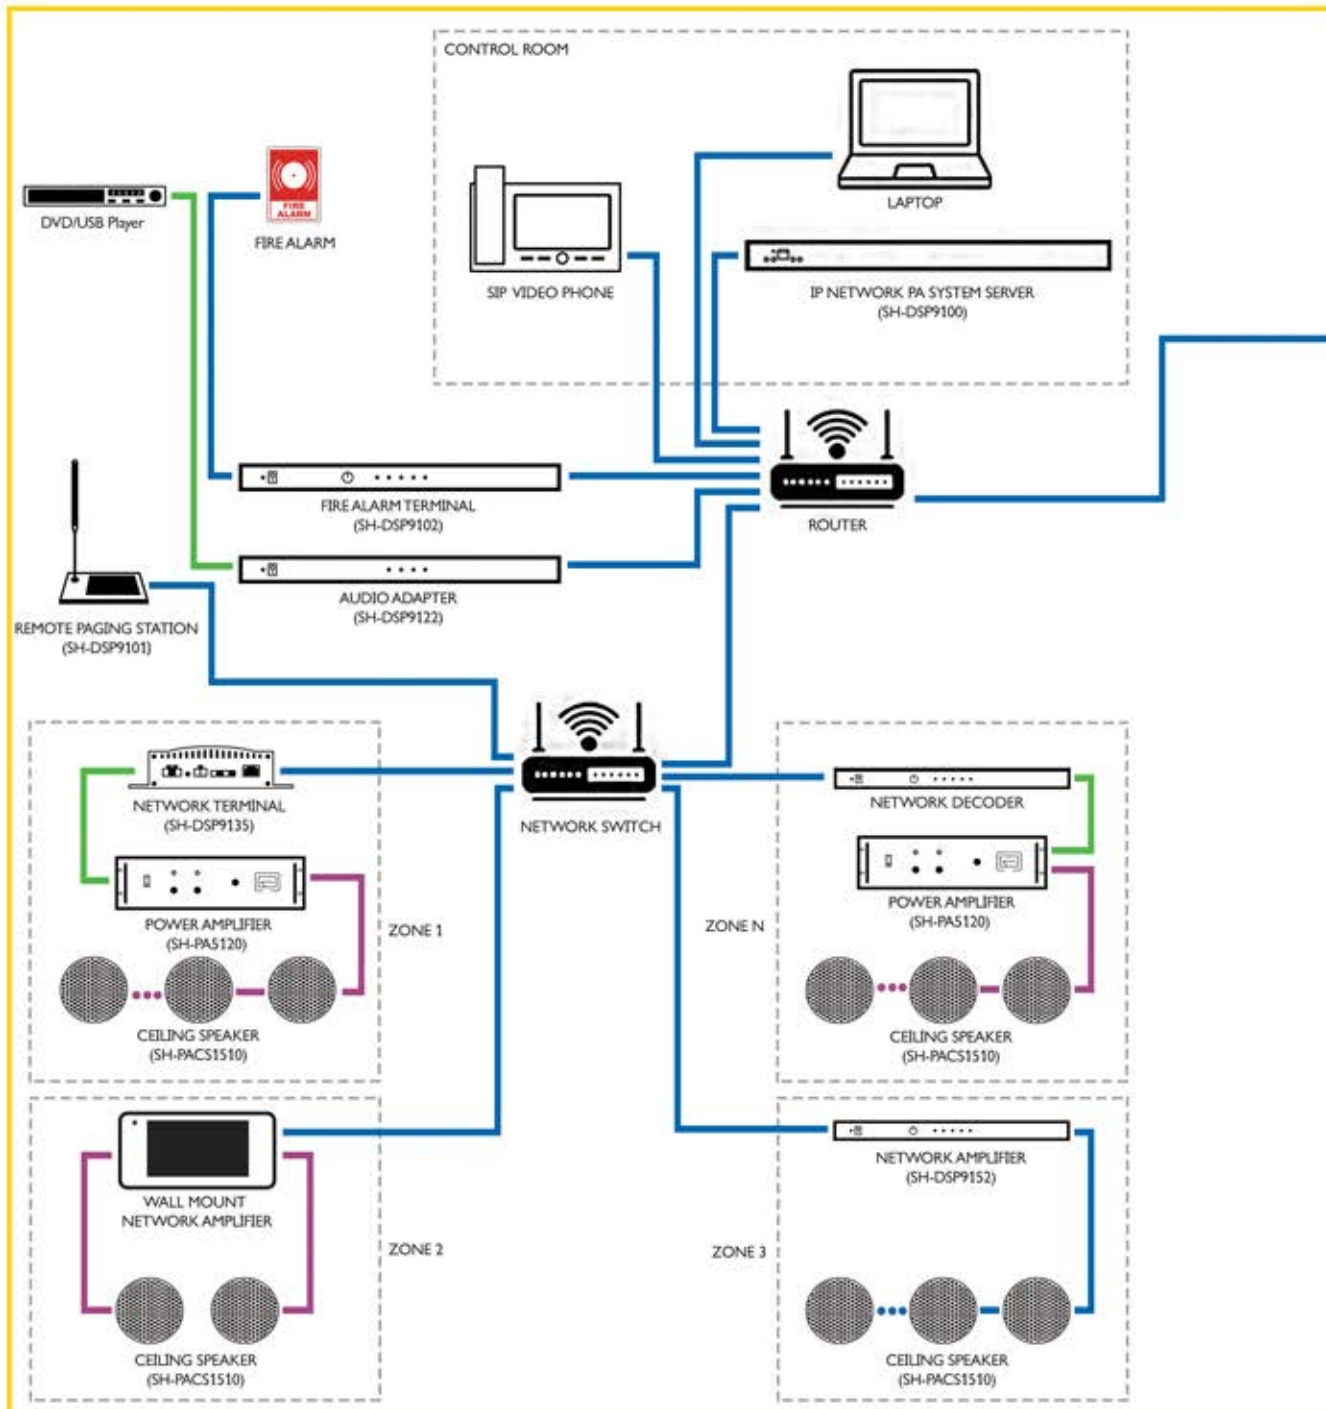 CONTROL ROOM
LAPTOP
FIRE
ALARM
DVD/USB Player
FIRE ALARM
SIP VIDEO PHONE
IP NETWORK PA SYSTEM SERVER
(SH-DSP9100)
FIRE ALARM TERMINAL
(SH-DSP9102)
ROUTER
AUDIO ADAPTER
(SH-DSP9122)
REMOTE PAGING STATION
(SH-DSP9101)
NETWORK TERMINAL
(SH-DSP9135)
NETWORK SWITCH
NETWORK DECODER
POWER AMPLIFIER
(SH-PA5120)
ZONE 1
ZONE N
POWER AMPLIFIER
(SH-PA5120)
CEILING SPEAKER
(SH-PACS1510)
CEILING SPEAKER
(SH-PACS1510)
WALL MOUNT
NETWORK AMPLIFIER
NETWORK AMPLIFIER
(SH-DSP9152)
ZONE 2
ZONE 3
CEILING SPEAKER
(SH-PACS1510)
CEILING SPEAKER
(SH-PACS1510)